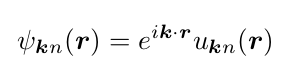 ψ_{𝒌n}(𝒓) = e^{i𝒌·𝒓} u_{𝒌n}(𝒓)